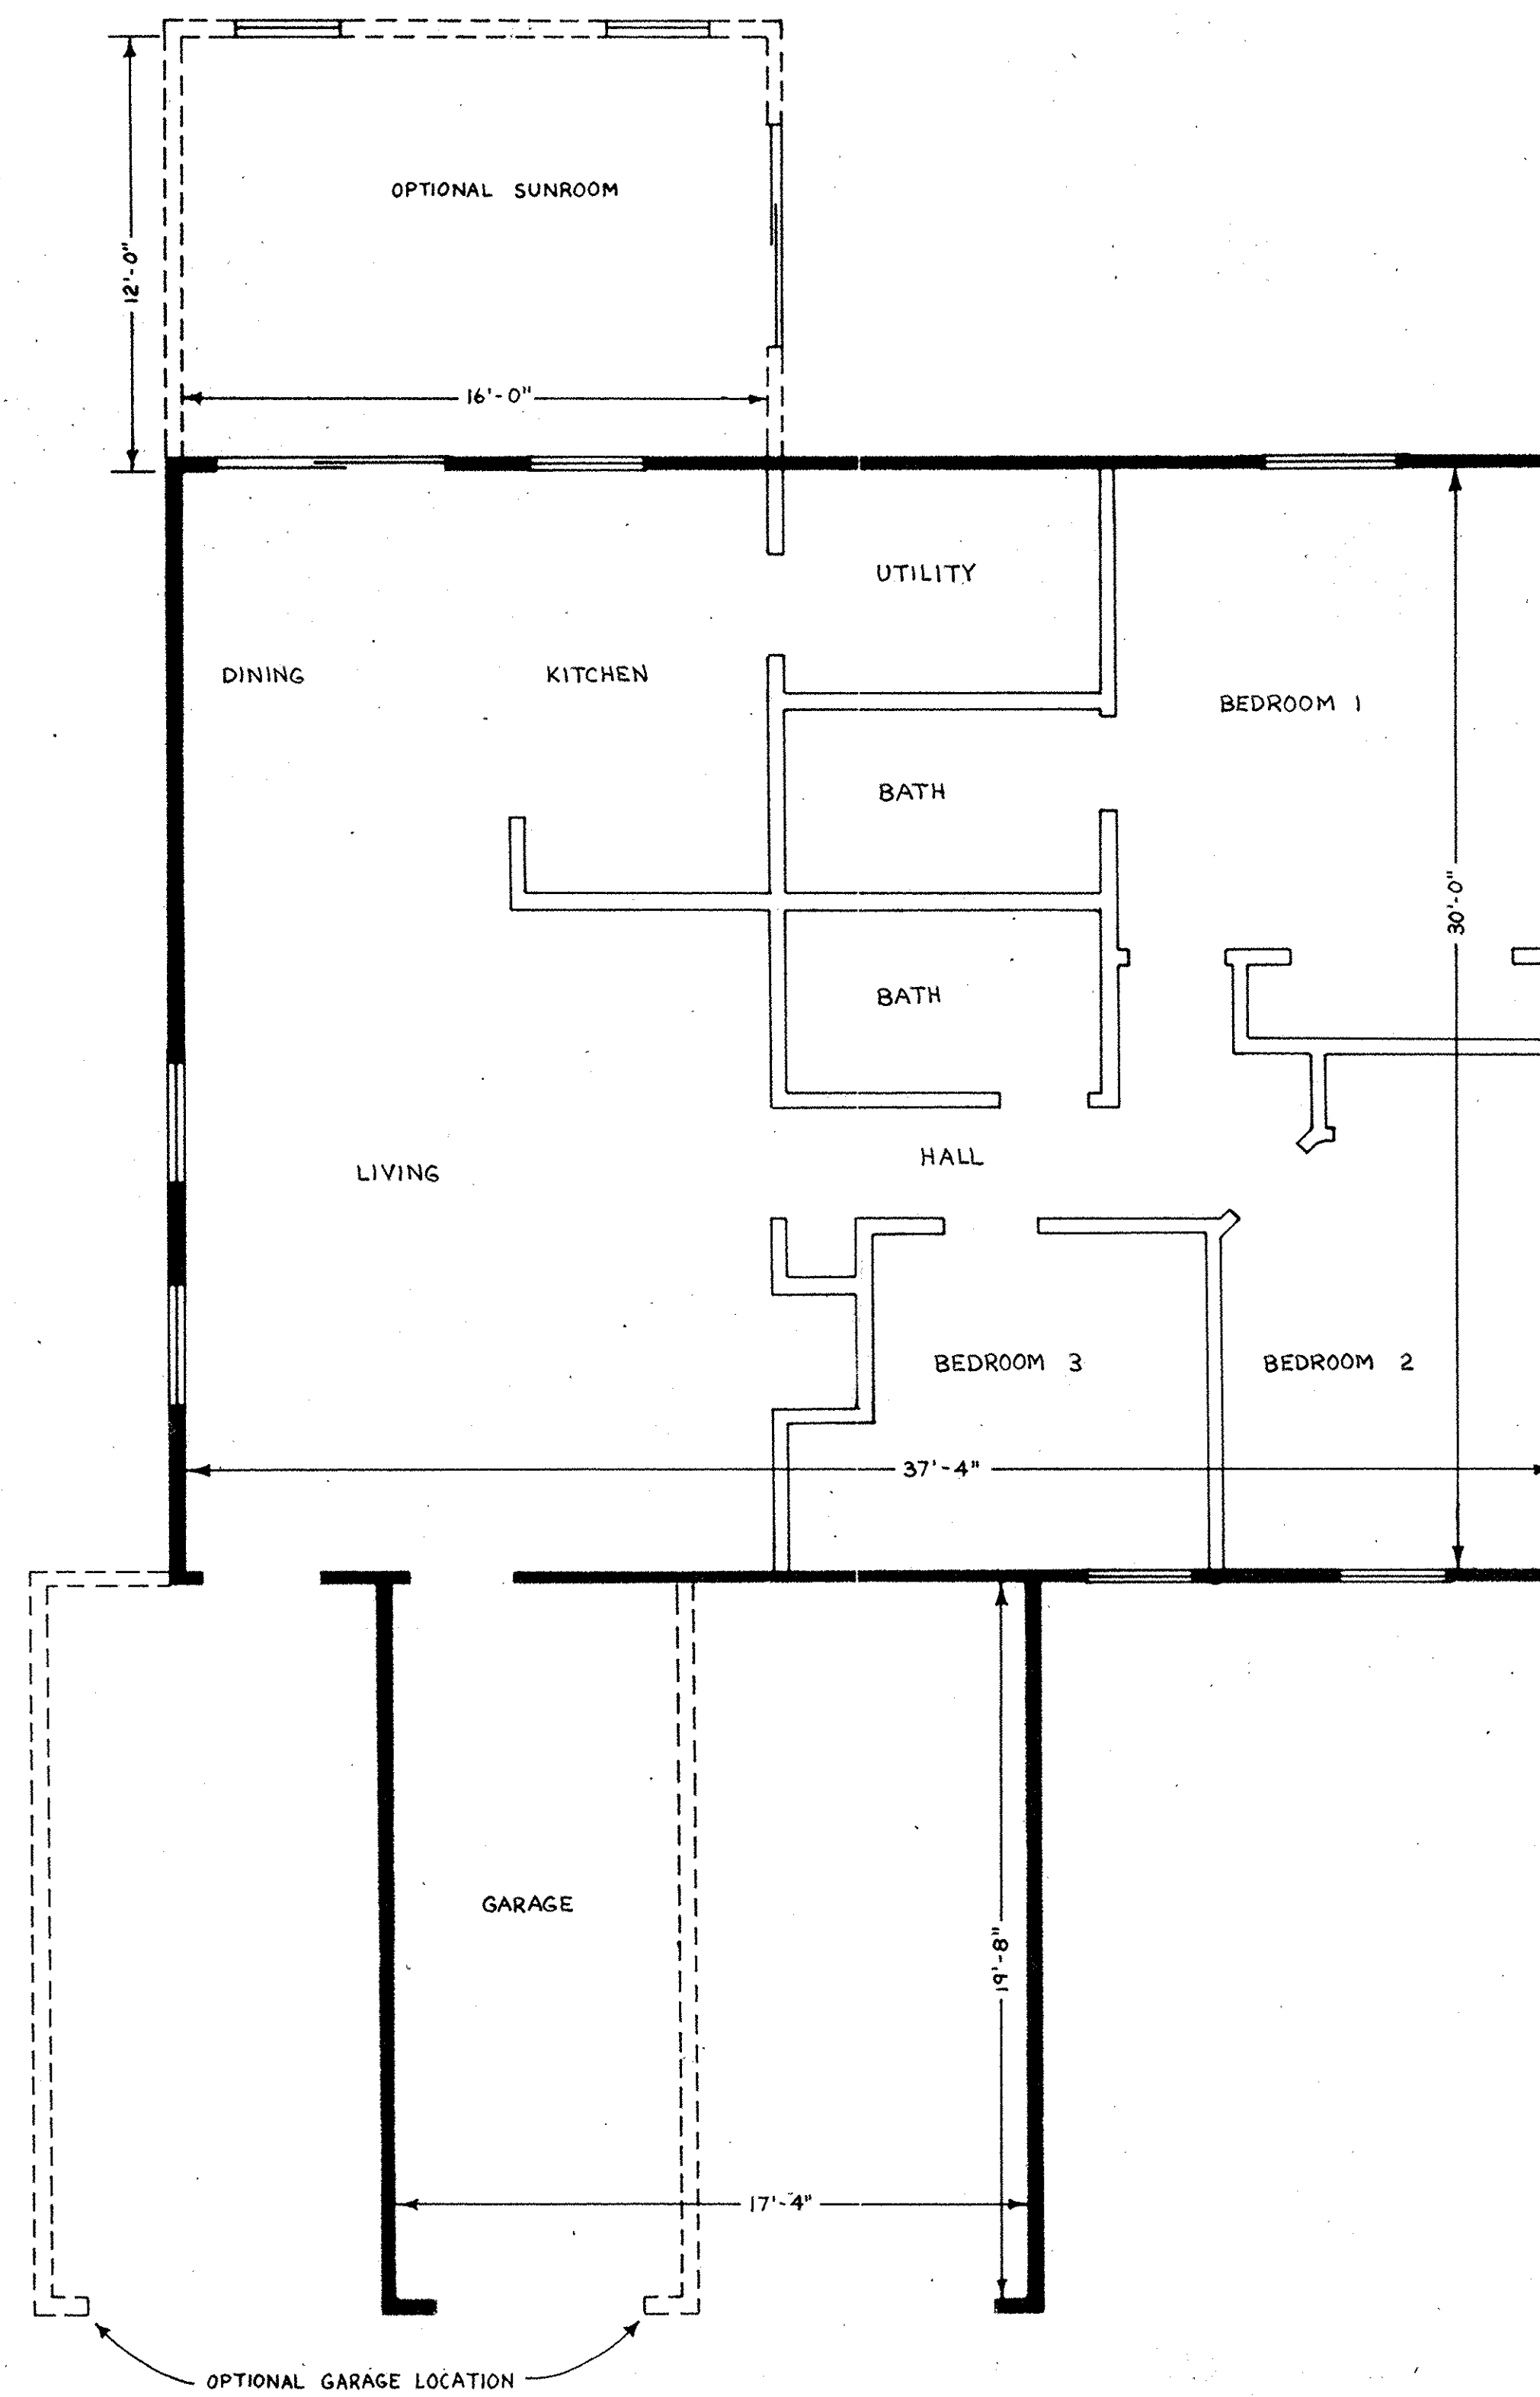 OPTIONAL SUNROOM
12'-0"
16'-0"
UTILITY
DINING
KITCHEN
BEDROOM 1
BATH
30'-0"
BATH
HALL
LIVING
BEDROOM 3
BEDROOM 2
37'-4"
GARAGE
19'-8"
17'-4"
OPTIONAL GARAGE LOCATION